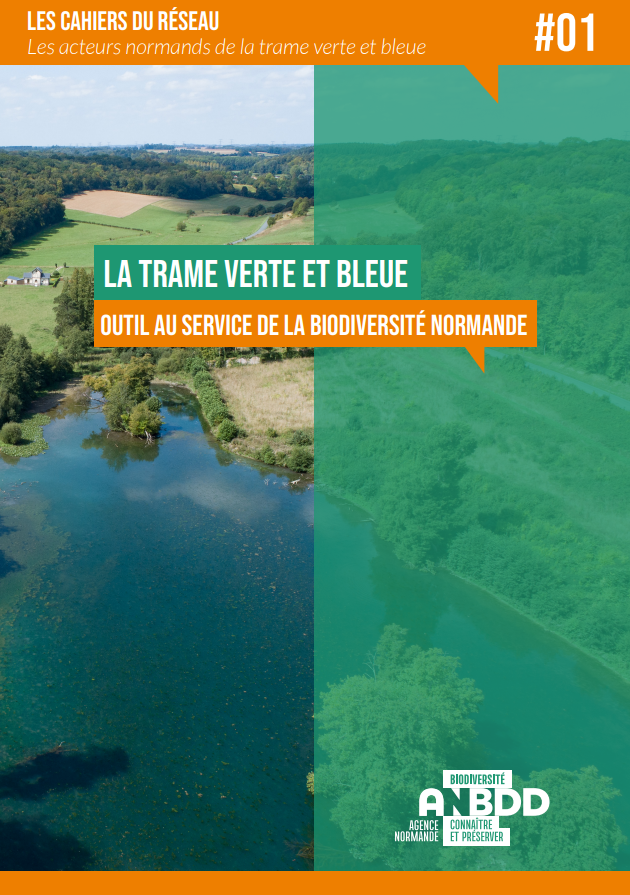 LES CAHIERS DU RÉSEAU
Les acteurs normands de la trame verte et bleue
#01
LA TRAME VERTE ET BLEUE
OUTIL AU SERVICE DE LA BIODIVERSITÉ NORMANDE
BIODIVERSITÉ
ANBDD
AGENCE
NORMANDE
CONNAÎTRE
ET PRÉSERVER